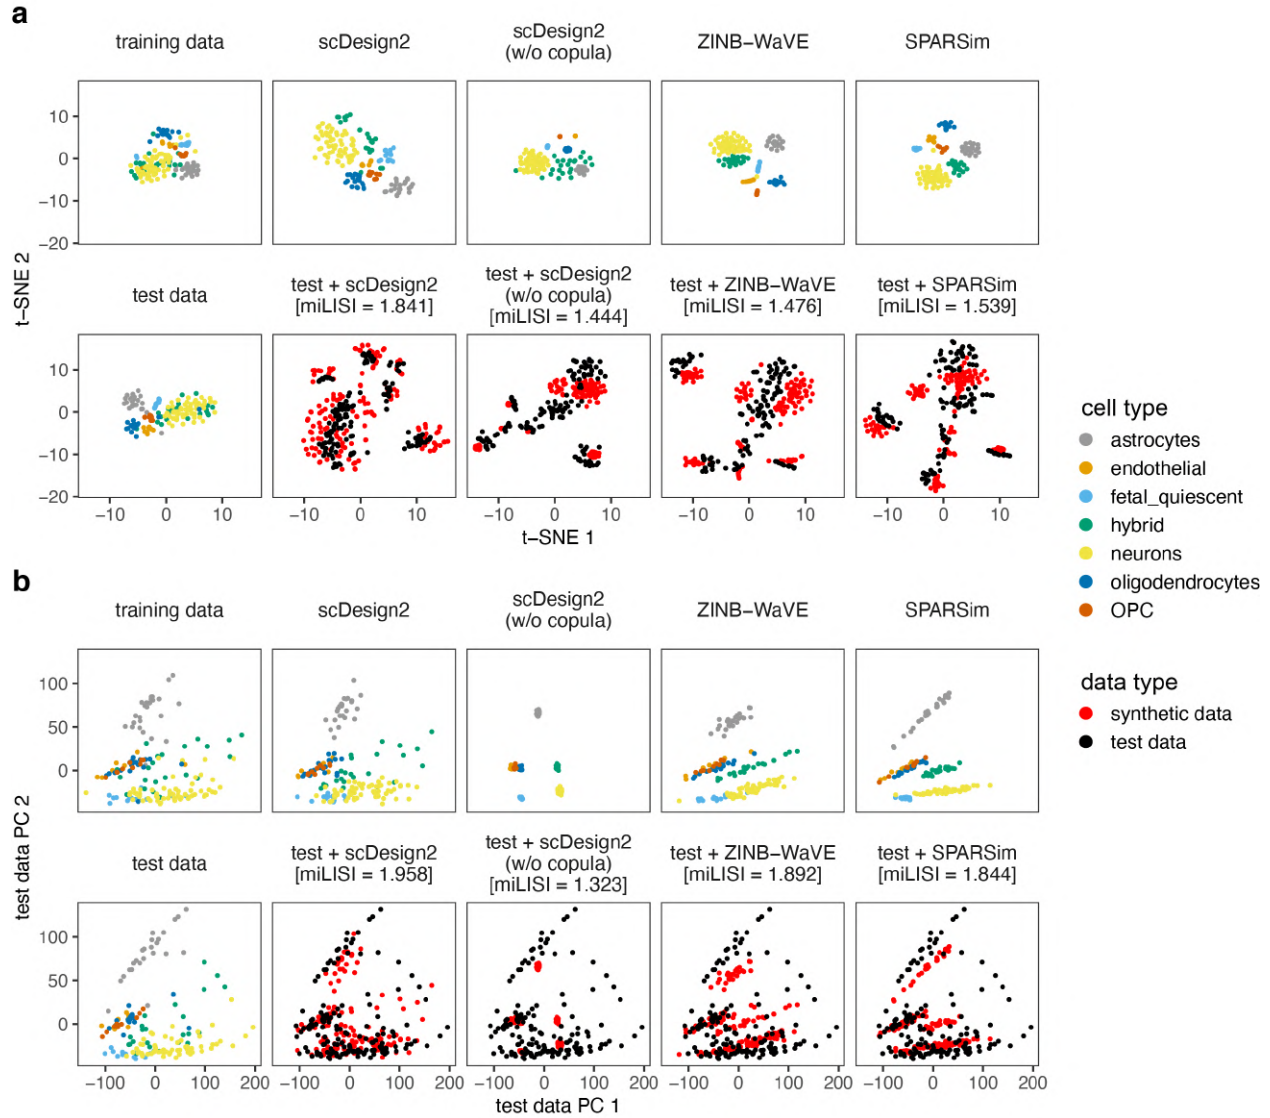 a
training data
scDesign2
scDesign2
(w/o copula)
ZINB−WaVE
SPARSim
10
0
−10
−20
test data
test + scDesign2
[miLISI = 1.841]
test + scDesign2
(w/o copula)
[miLISI = 1.444]
test + ZINB−WaVE
[miLISI = 1.476]
test + SPARSim
[miLISI = 1.539]
t−SNE 2
10
0
−10
−20
−10 0 10
−10 0 10
−10 0 10
−10 0 10
−10 0 10
t−SNE 1
b
training data
scDesign2
scDesign2
(w/o copula)
ZINB−WaVE
SPARSim
100
50
0
test data
test + scDesign2
[miLISI = 1.958]
test + scDesign2
(w/o copula)
[miLISI = 1.323]
test + ZINB−WaVE
[miLISI = 1.892]
test + SPARSim
[miLISI = 1.844]
test data PC 2
100
50
0
−100 0 100 200
−100 0 100 200
−100 0 100 200
−100 0 100 200
−100 0 100 200
test data PC 1
cell type
astrocytes
endothelial
fetal_quiescent
hybrid
neurons
oligodendrocytes
OPC
data type
synthetic data
test data